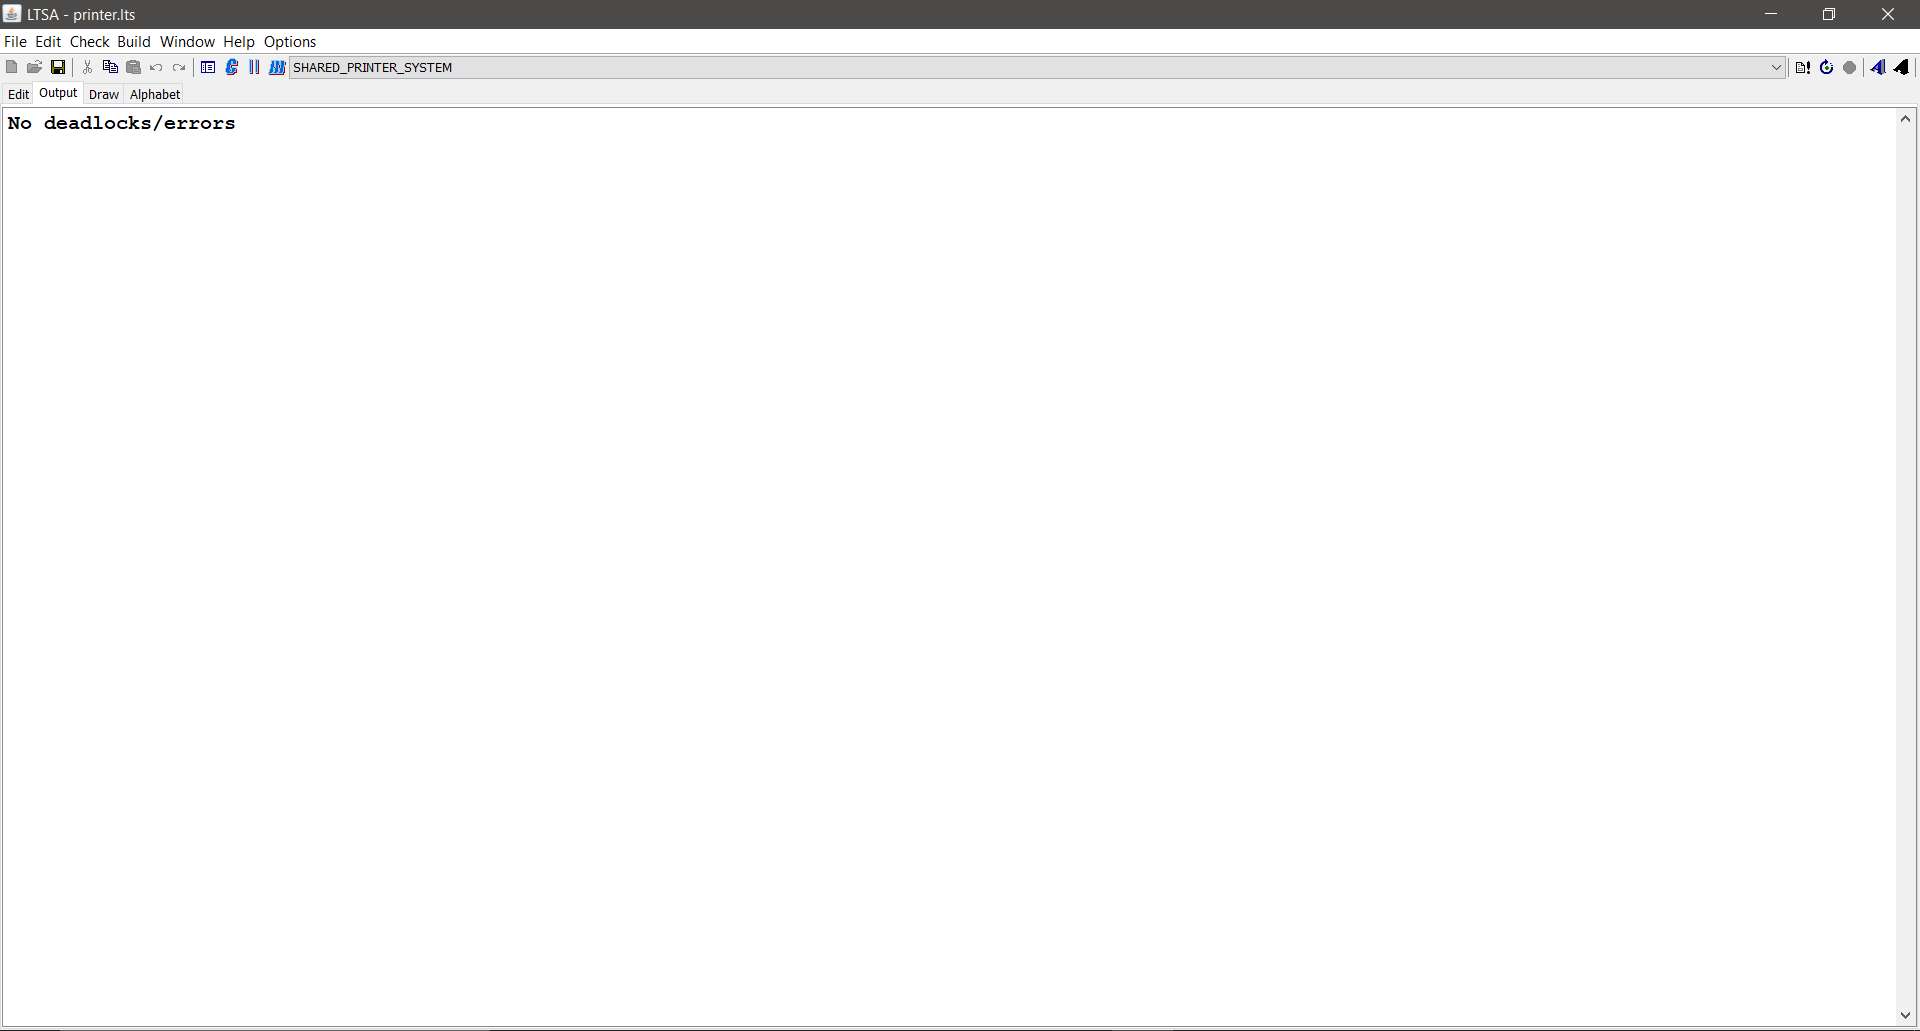 LTSA - printer.lts
File Edit Check Build Window Help Options
SHARED_PRINTER_SYSTEM
Edit Output Draw Alphabet
No deadlocks/errors